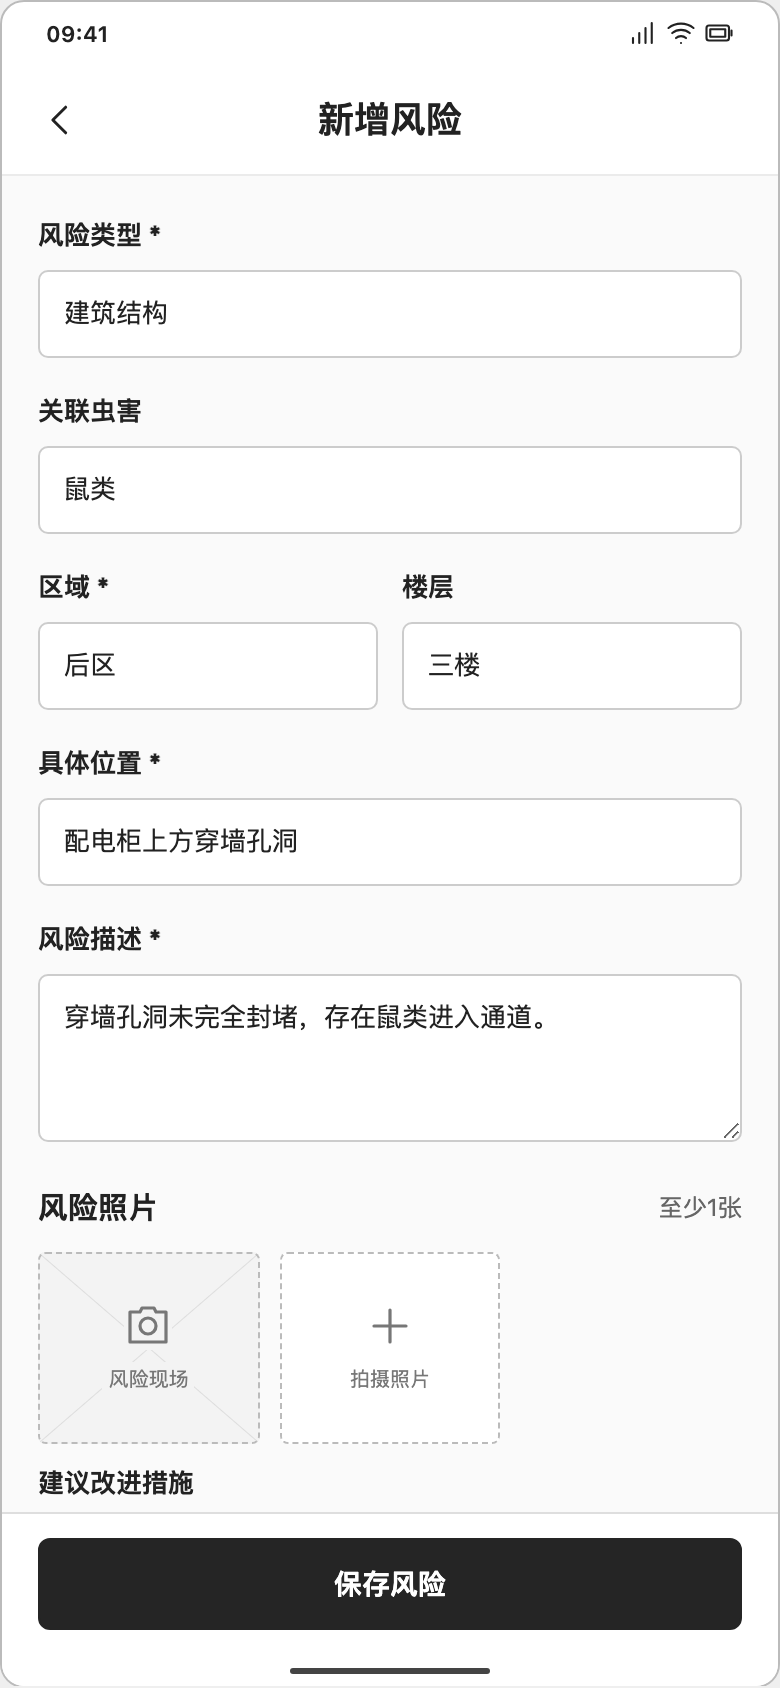 09:41
新增风险
风险类型 *
建筑结构
关联虫害
鼠类
区域 *
楼层
后区
三楼
具体位置 *
配电柜上方穿墙孔洞
风险描述 *
穿墙孔洞未完全封堵，存在鼠类进入通道。
风险照片
至少1张
风险现场
拍摄照片
建议改进措施
保存风险